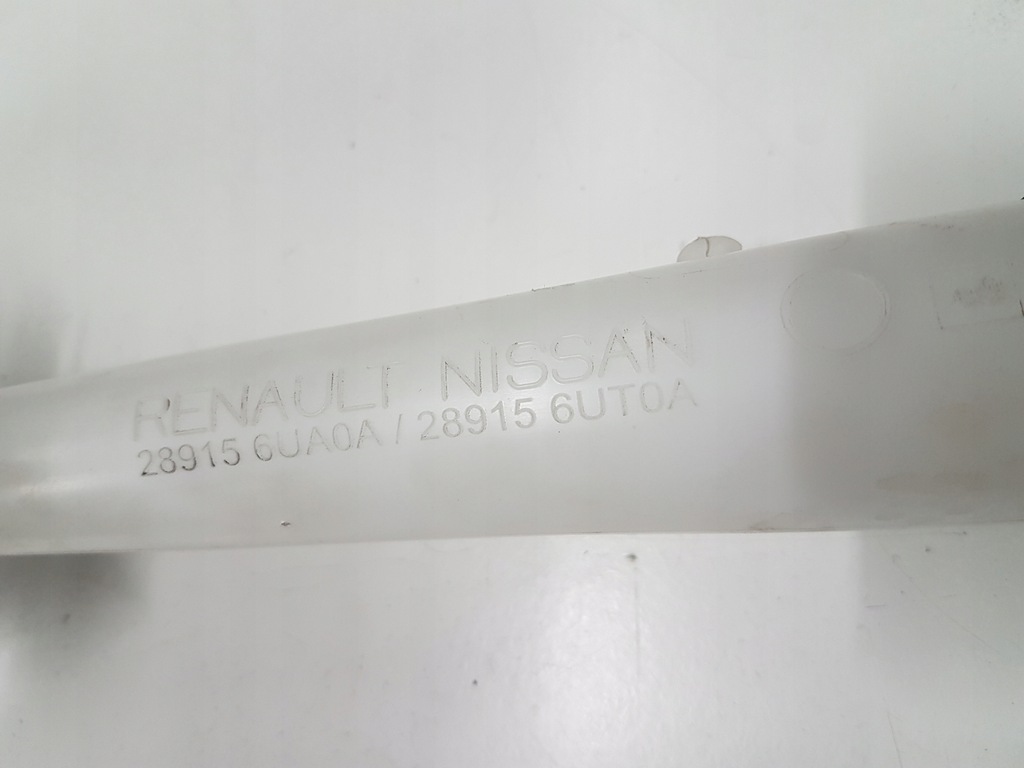 RENAULT NISSAN
28915 6UA0A / 28915 6UT0A